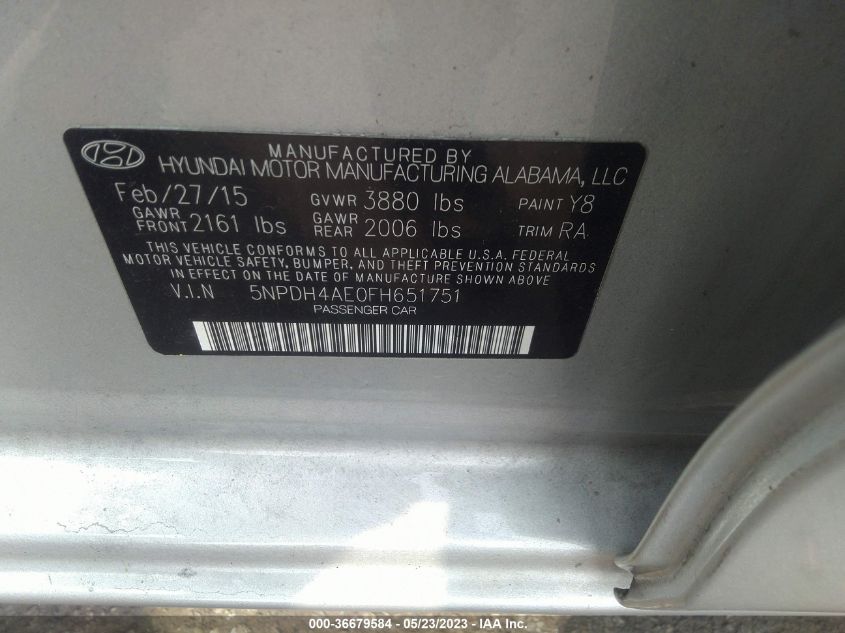 MANUFACTURED BY
HYUNDAI MOTOR MANUFACTURING ALABAMA, LLC
Feb/27/15 GVWR 3880 lbs PAINT Y8
GAWR FRONT 2161 lbs GAWR REAR 2006 lbs TRIM RA
THIS VEHICLE CONFORMS TO ALL APPLICABLE U.S.A. FEDERAL
MOTOR VEHICLE SAFETY, BUMPER, AND THEFT PREVENTION STANDARDS
IN EFFECT ON THE DATE OF MANUFACTURE SHOWN ABOVE.
V.I.N 5NPDH4AE0FH651751
PASSENGER CAR
000-36679584 - 05/23/2023 - IAA Inc.